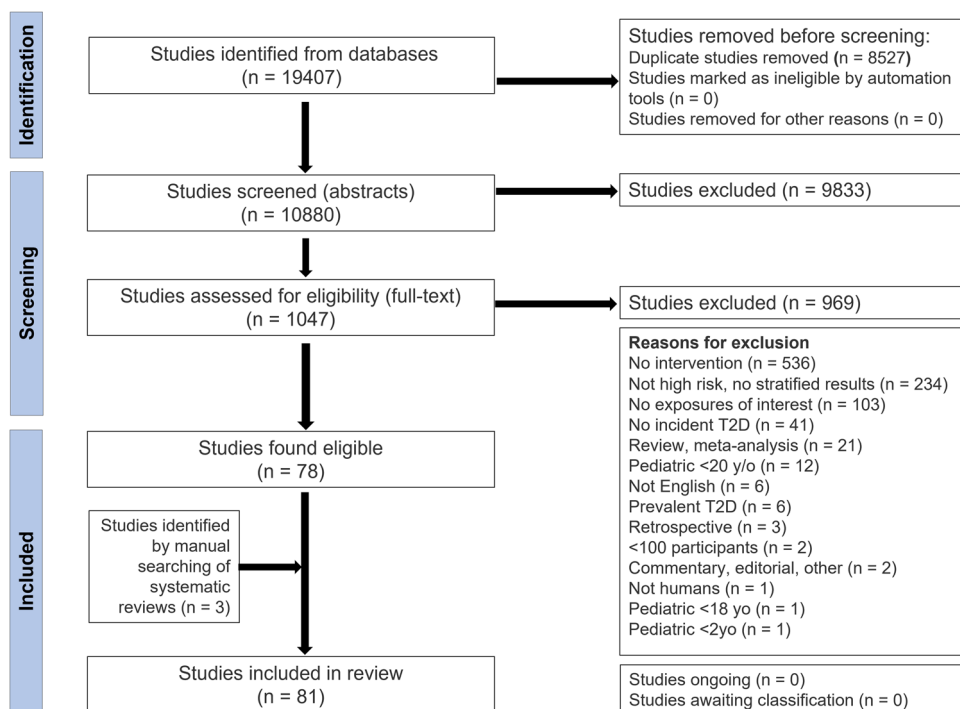 Identification
Studies identified from databases
(n = 19407)
Studies removed before screening:
Duplicate studies removed (n = 8527)
Studies marked as ineligible by automation
tools (n = 0)
Studies removed for other reasons (n = 0)
Screening
Studies screened (abstracts)
(n = 10880)
Studies excluded (n = 9833)
Studies assessed for eligibility (full-text)
(n = 1047)
Studies excluded (n = 969)
Reasons for exclusion
No intervention (n = 536)
Not high risk, no stratified results (n = 234)
No exposures of interest (n = 103)
No incident T2D (n = 41)
Review, meta-analysis (n = 21)
Pediatric <20 y/o (n = 12)
Not English (n = 6)
Prevalent T2D (n = 6)
Retrospective (n = 3)
<100 participants (n = 2)
Commentary, editorial, other (n = 2)
Not humans (n = 1)
Pediatric <18 yo (n = 1)
Pediatric <2yo (n = 1)
Included
Studies found eligible
(n = 78)
Studies identified
by manual
searching of
systematic
reviews (n = 3)
Studies included in review
(n = 81)
Studies ongoing (n = 0)
Studies awaiting classification (n = 0)